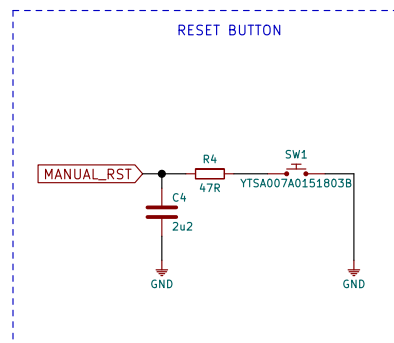 RESET BUTTON
MANUAL_RST
R4
47R
SW1
YTSA007A0151803B
C4
2u2
GND
GND